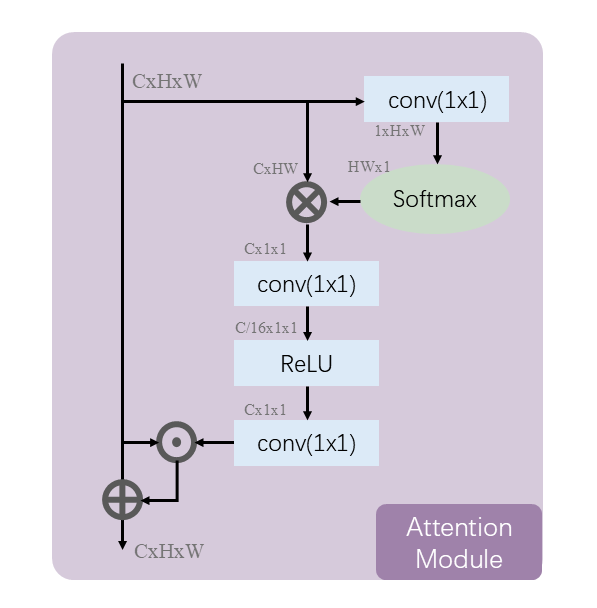 CxHxW
conv(1x1)
1xHxW
CxHW
HWx1
Softmax
Cx1x1
conv(1x1)
C/16x1x1
ReLU
Cx1x1
conv(1x1)
CxHxW
Attention
Module